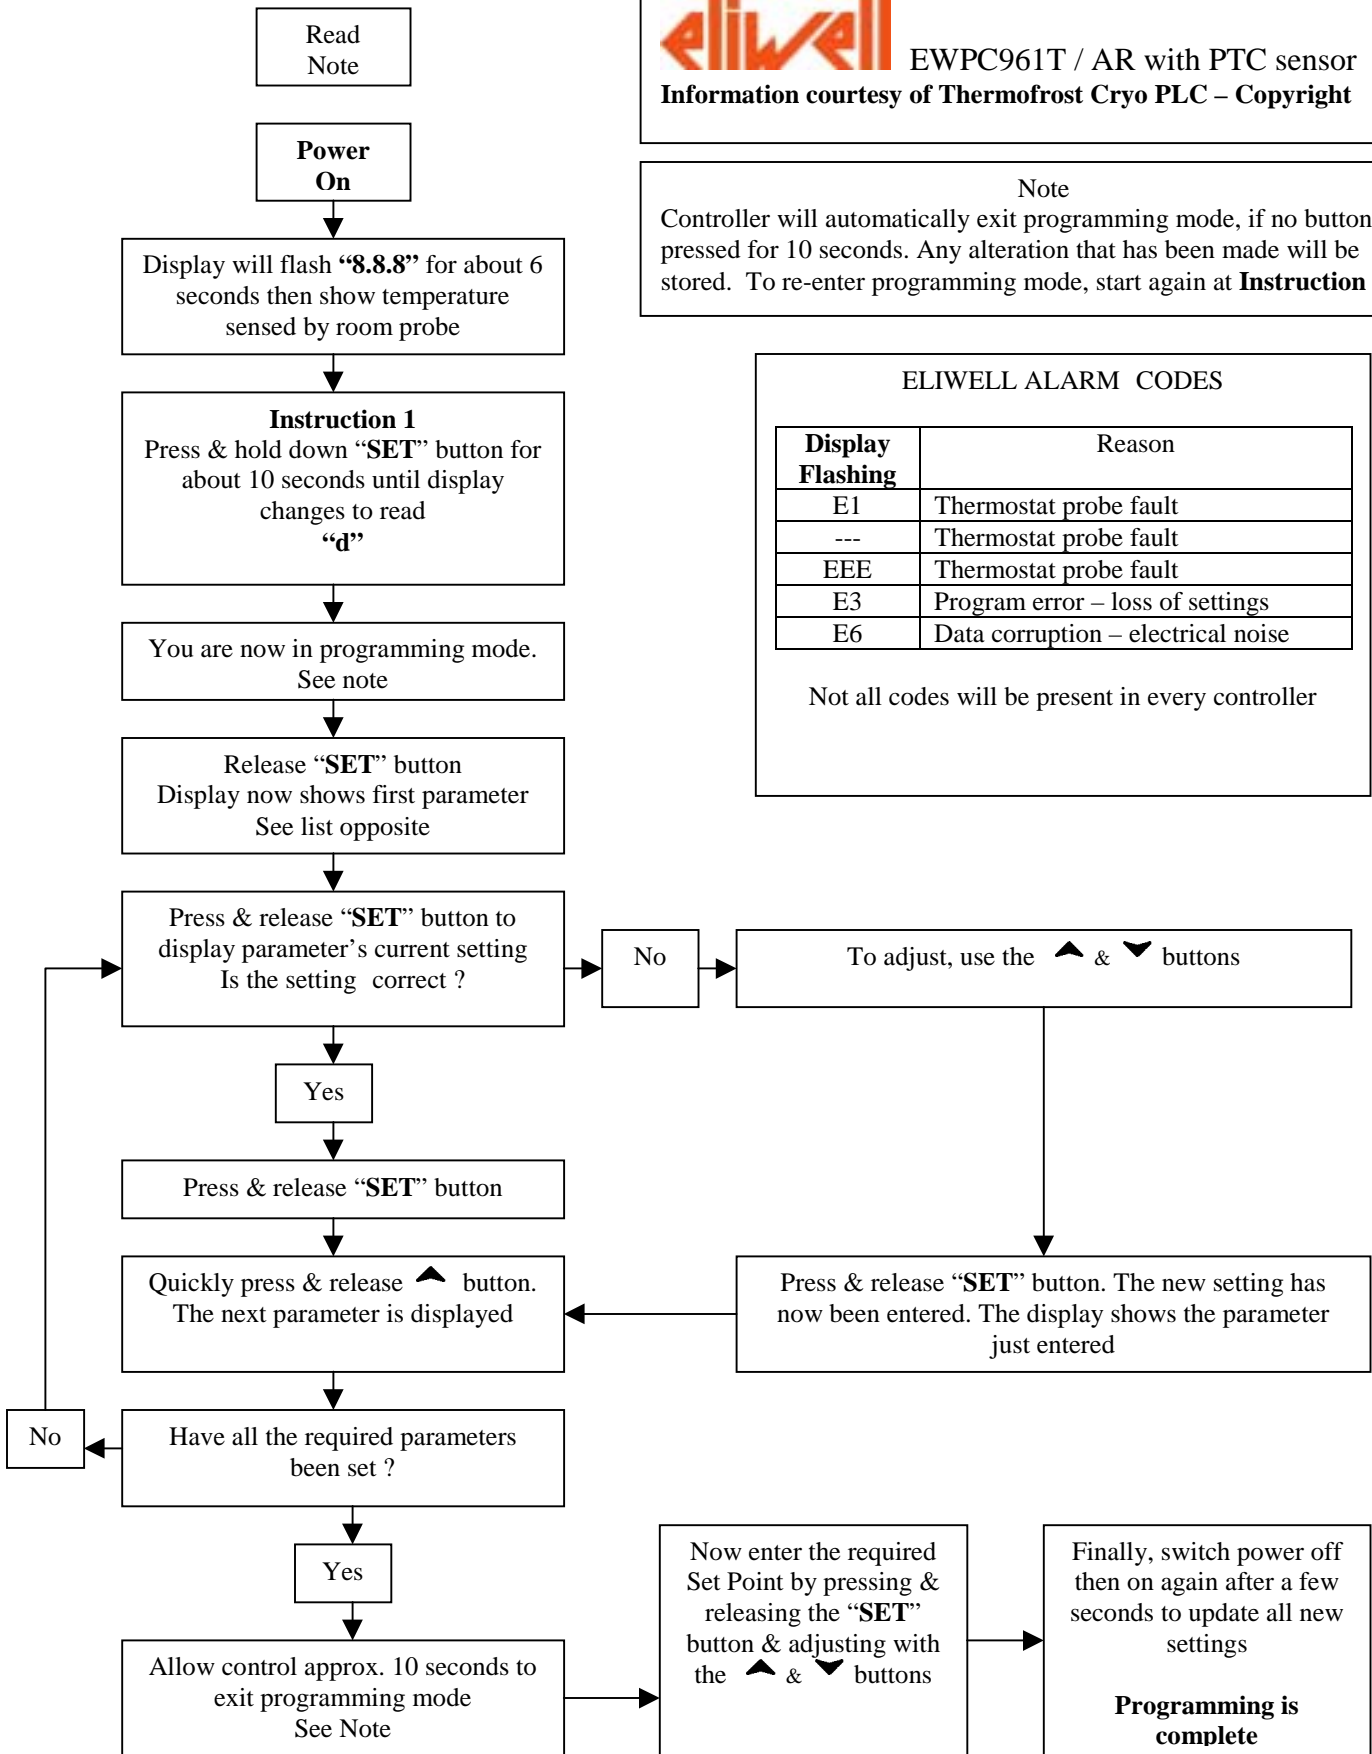 Read
Note
eliwell EWPC961T / AR with PTC sensor
Information courtesy of Thermofrost Cryo PLC – Copyright
Power
On
Note
Controller will automatically exit programming mode, if no button
pressed for 10 seconds. Any alteration that has been made will be
stored. To re-enter programming mode, start again at Instruction
Display will flash “8.8.8” for about 6
seconds then show temperature
sensed by room probe
ELIWELL ALARM CODES
Display Flashing Reason
E1 Thermostat probe fault
--- Thermostat probe fault
EEE Thermostat probe fault
E3 Program error – loss of settings
E6 Data corruption – electrical noise
Not all codes will be present in every controller
Instruction 1
Press & hold down “SET” button for
about 10 seconds until display
changes to read
“d”
You are now in programming mode.
See note
Release “SET” button
Display now shows first parameter
See list opposite
Press & release “SET” button to
display parameter’s current setting
Is the setting correct ?
No
To adjust, use the & buttons
Yes
Press & release “SET” button
Quickly press & release button.
The next parameter is displayed
Press & release “SET” button. The new setting has
now been entered. The display shows the parameter
just entered
No
Have all the required parameters
been set ?
Yes
Allow control approx. 10 seconds to
exit programming mode
See Note
Now enter the required
Set Point by pressing &
releasing the “SET”
button & adjusting with
the & buttons
Finally, switch power off
then on again after a few
seconds to update all new
settings
Programming is
complete